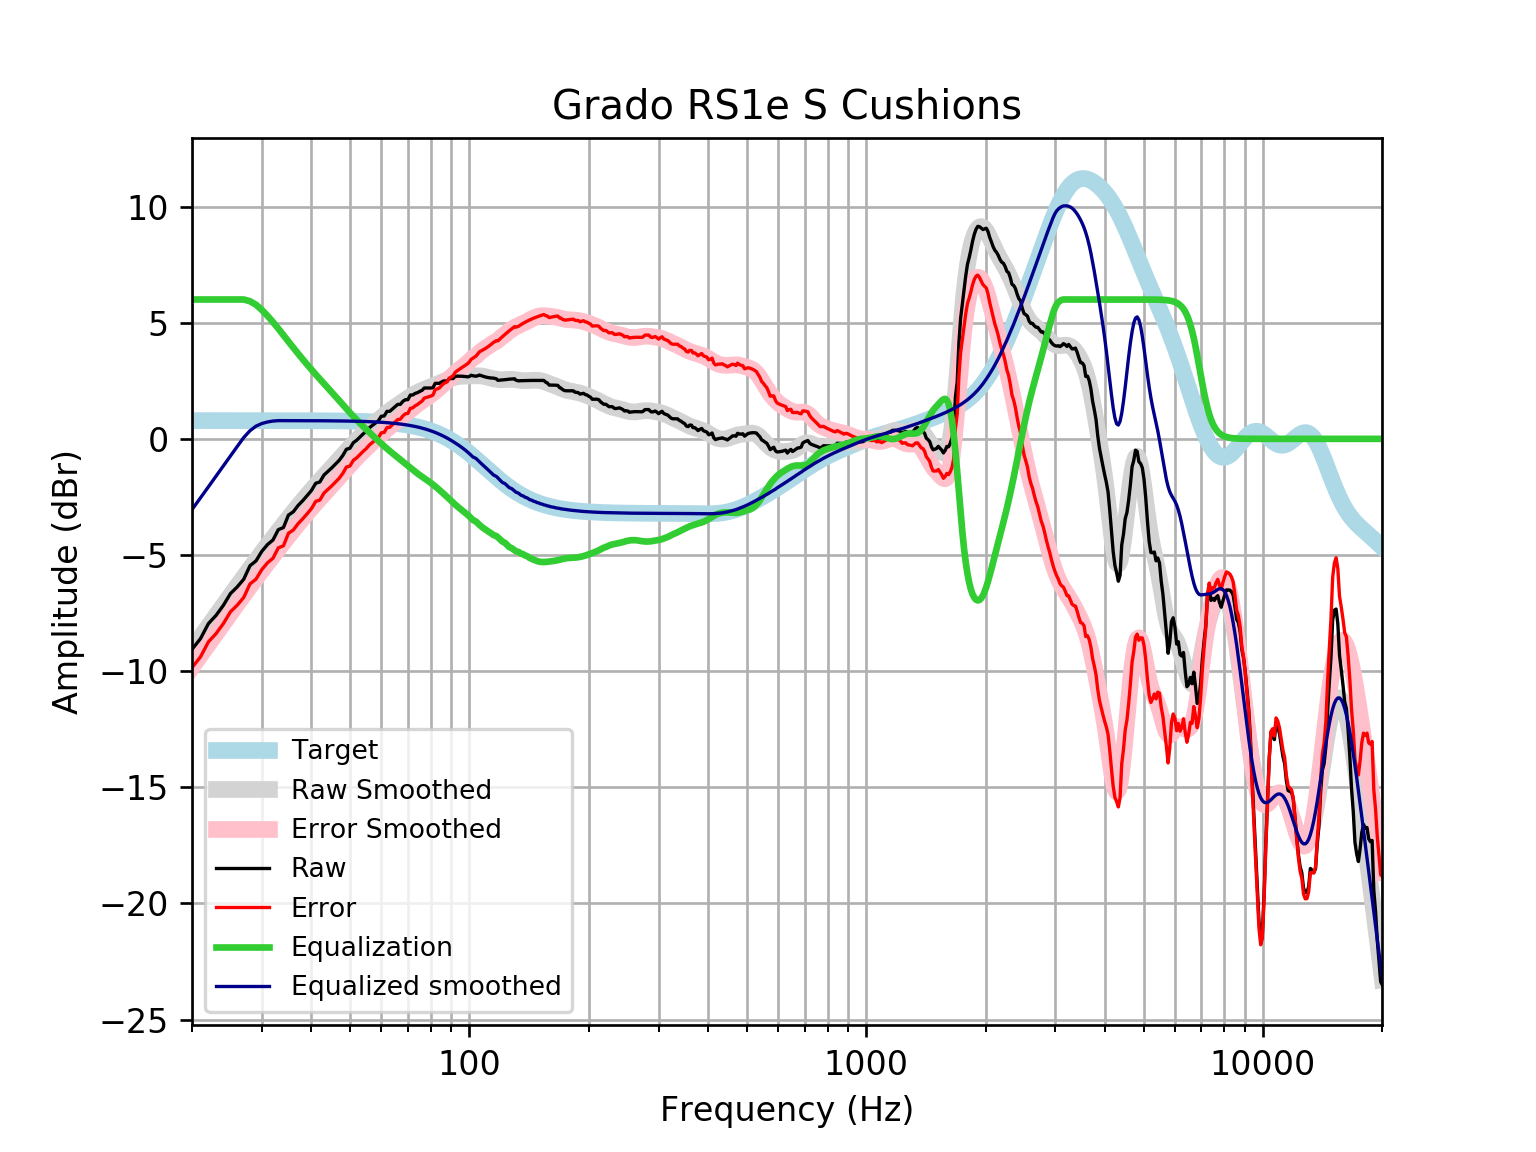 Grado RS1e S Cushions
Amplitude (dBr)
10
5
0
−5
−10
−15
−20
−25
Target
Raw Smoothed
Error Smoothed
Raw
Error
Equalization
Equalized smoothed
100 1000 10000
Frequency (Hz)